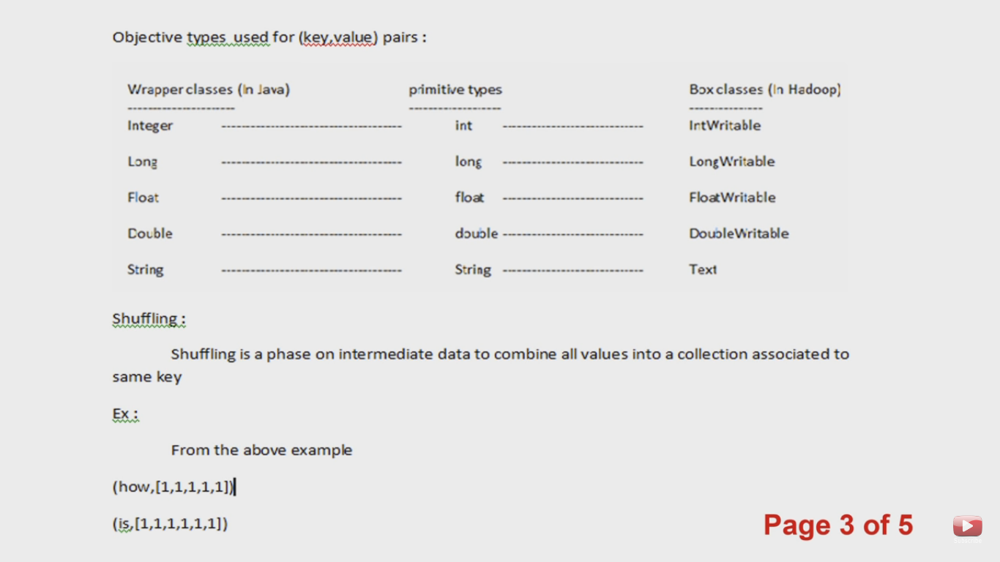 Objective types used for (key,value) pairs :
Wrapper classes (In Java) primitive types Box classes (In Hadoop)
--------------------- ------------------ ---------------
Integer ----------------------------------- int ---------------------------- IntWritable
Long ----------------------------------- long ---------------------------- LongWritable
Float ----------------------------------- float ---------------------------- FloatWritable
Double ----------------------------------- double ---------------------------- DoubleWritable
String ----------------------------------- String ---------------------------- Text
Shuffling :
Shuffling is a phase on intermediate data to combine all values into a collection associated to
same key
Ex :
From the above example
(how,[1,1,1,1,1])
(is,[1,1,1,1,1,1])
Page 3 of 5